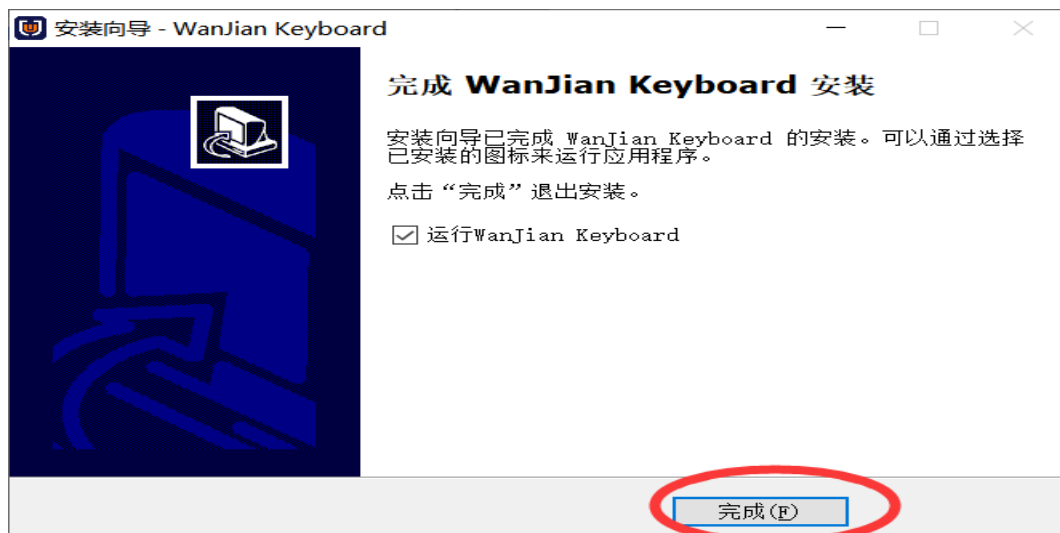 安装向导 - WanJian Keyboard
完成 WanJian Keyboard 安装
安装向导已完成 WanJian Keyboard 的安装。可以通过选择
已安装的图标来运行应用程序。
点击“完成”退出安装。
运行WanJian Keyboard
完成(F)